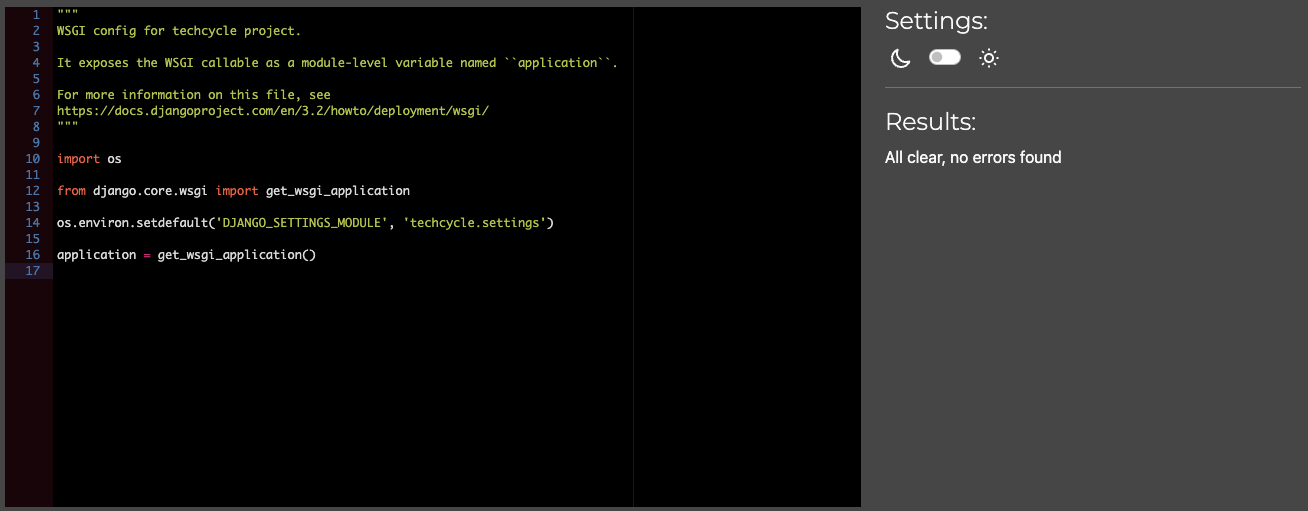 1 """
2 WSGI config for techcycle project.
3
4 It exposes the WSGI callable as a module-level variable named ``application``.
5
6 For more information on this file, see
7 https://docs.djangoproject.com/en/3.2/howto/deployment/wsgi/
8 """
9
10 import os
11
12 from django.core.wsgi import get_wsgi_application
13
14 os.environ.setdefault('DJANGO_SETTINGS_MODULE', 'techcycle.settings')
15
16 application = get_wsgi_application()
17
Settings:
Results:
All clear, no errors found